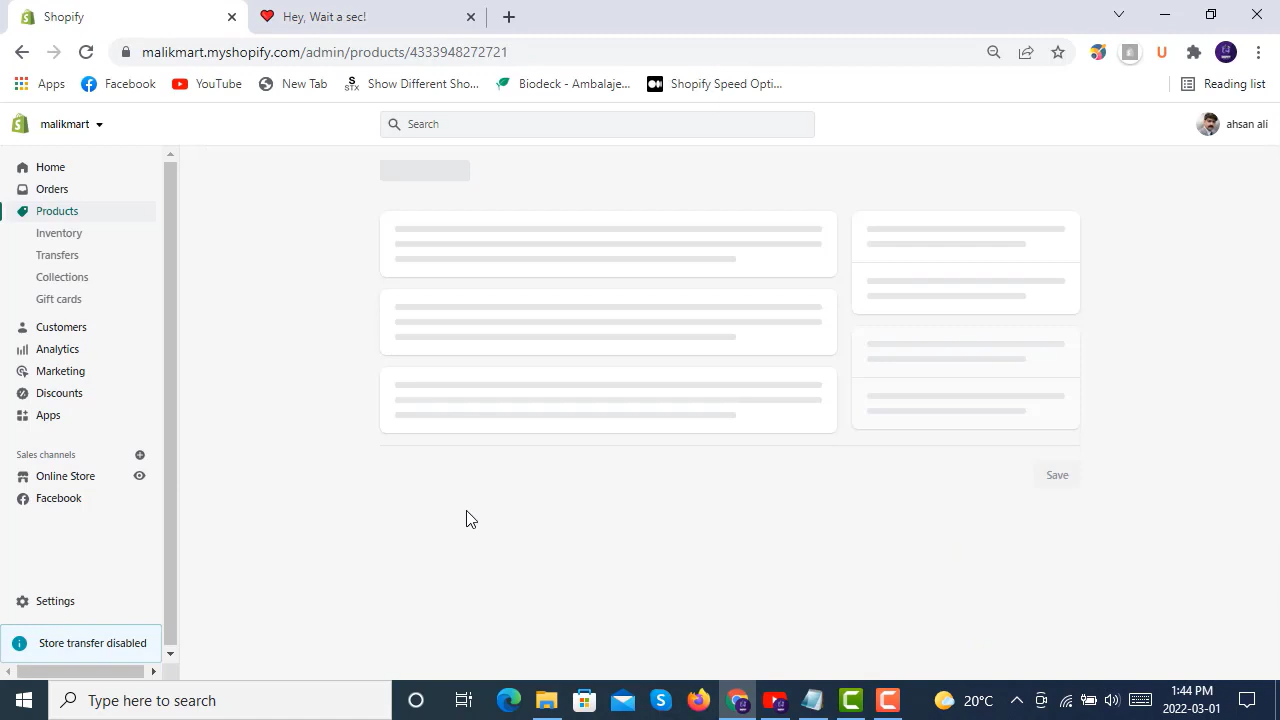 Shopify
Hey, Wait a sec!
malikmart.myshopify.com/admin/products/4333948272721
Apps
Facebook
YouTube
New Tab
Show Different Sho...
Biodeck - Ambalaje...
Shopify Speed Opti...
Reading list
malikmart
Search
ahsan ali
Home
Orders
Products
Inventory
Transfers
Collections
Gift cards
Customers
Analytics
Marketing
Discounts
Apps
Sales channels
Online Store
Facebook
Save
Settings
Store transfer disabled
Type here to search
20°C
1:44 PM
2022-03-01